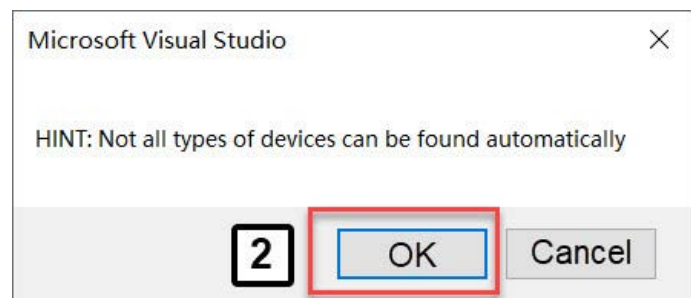 Microsoft Visual Studio
HINT: Not all types of devices can be found automatically
2 OK Cancel